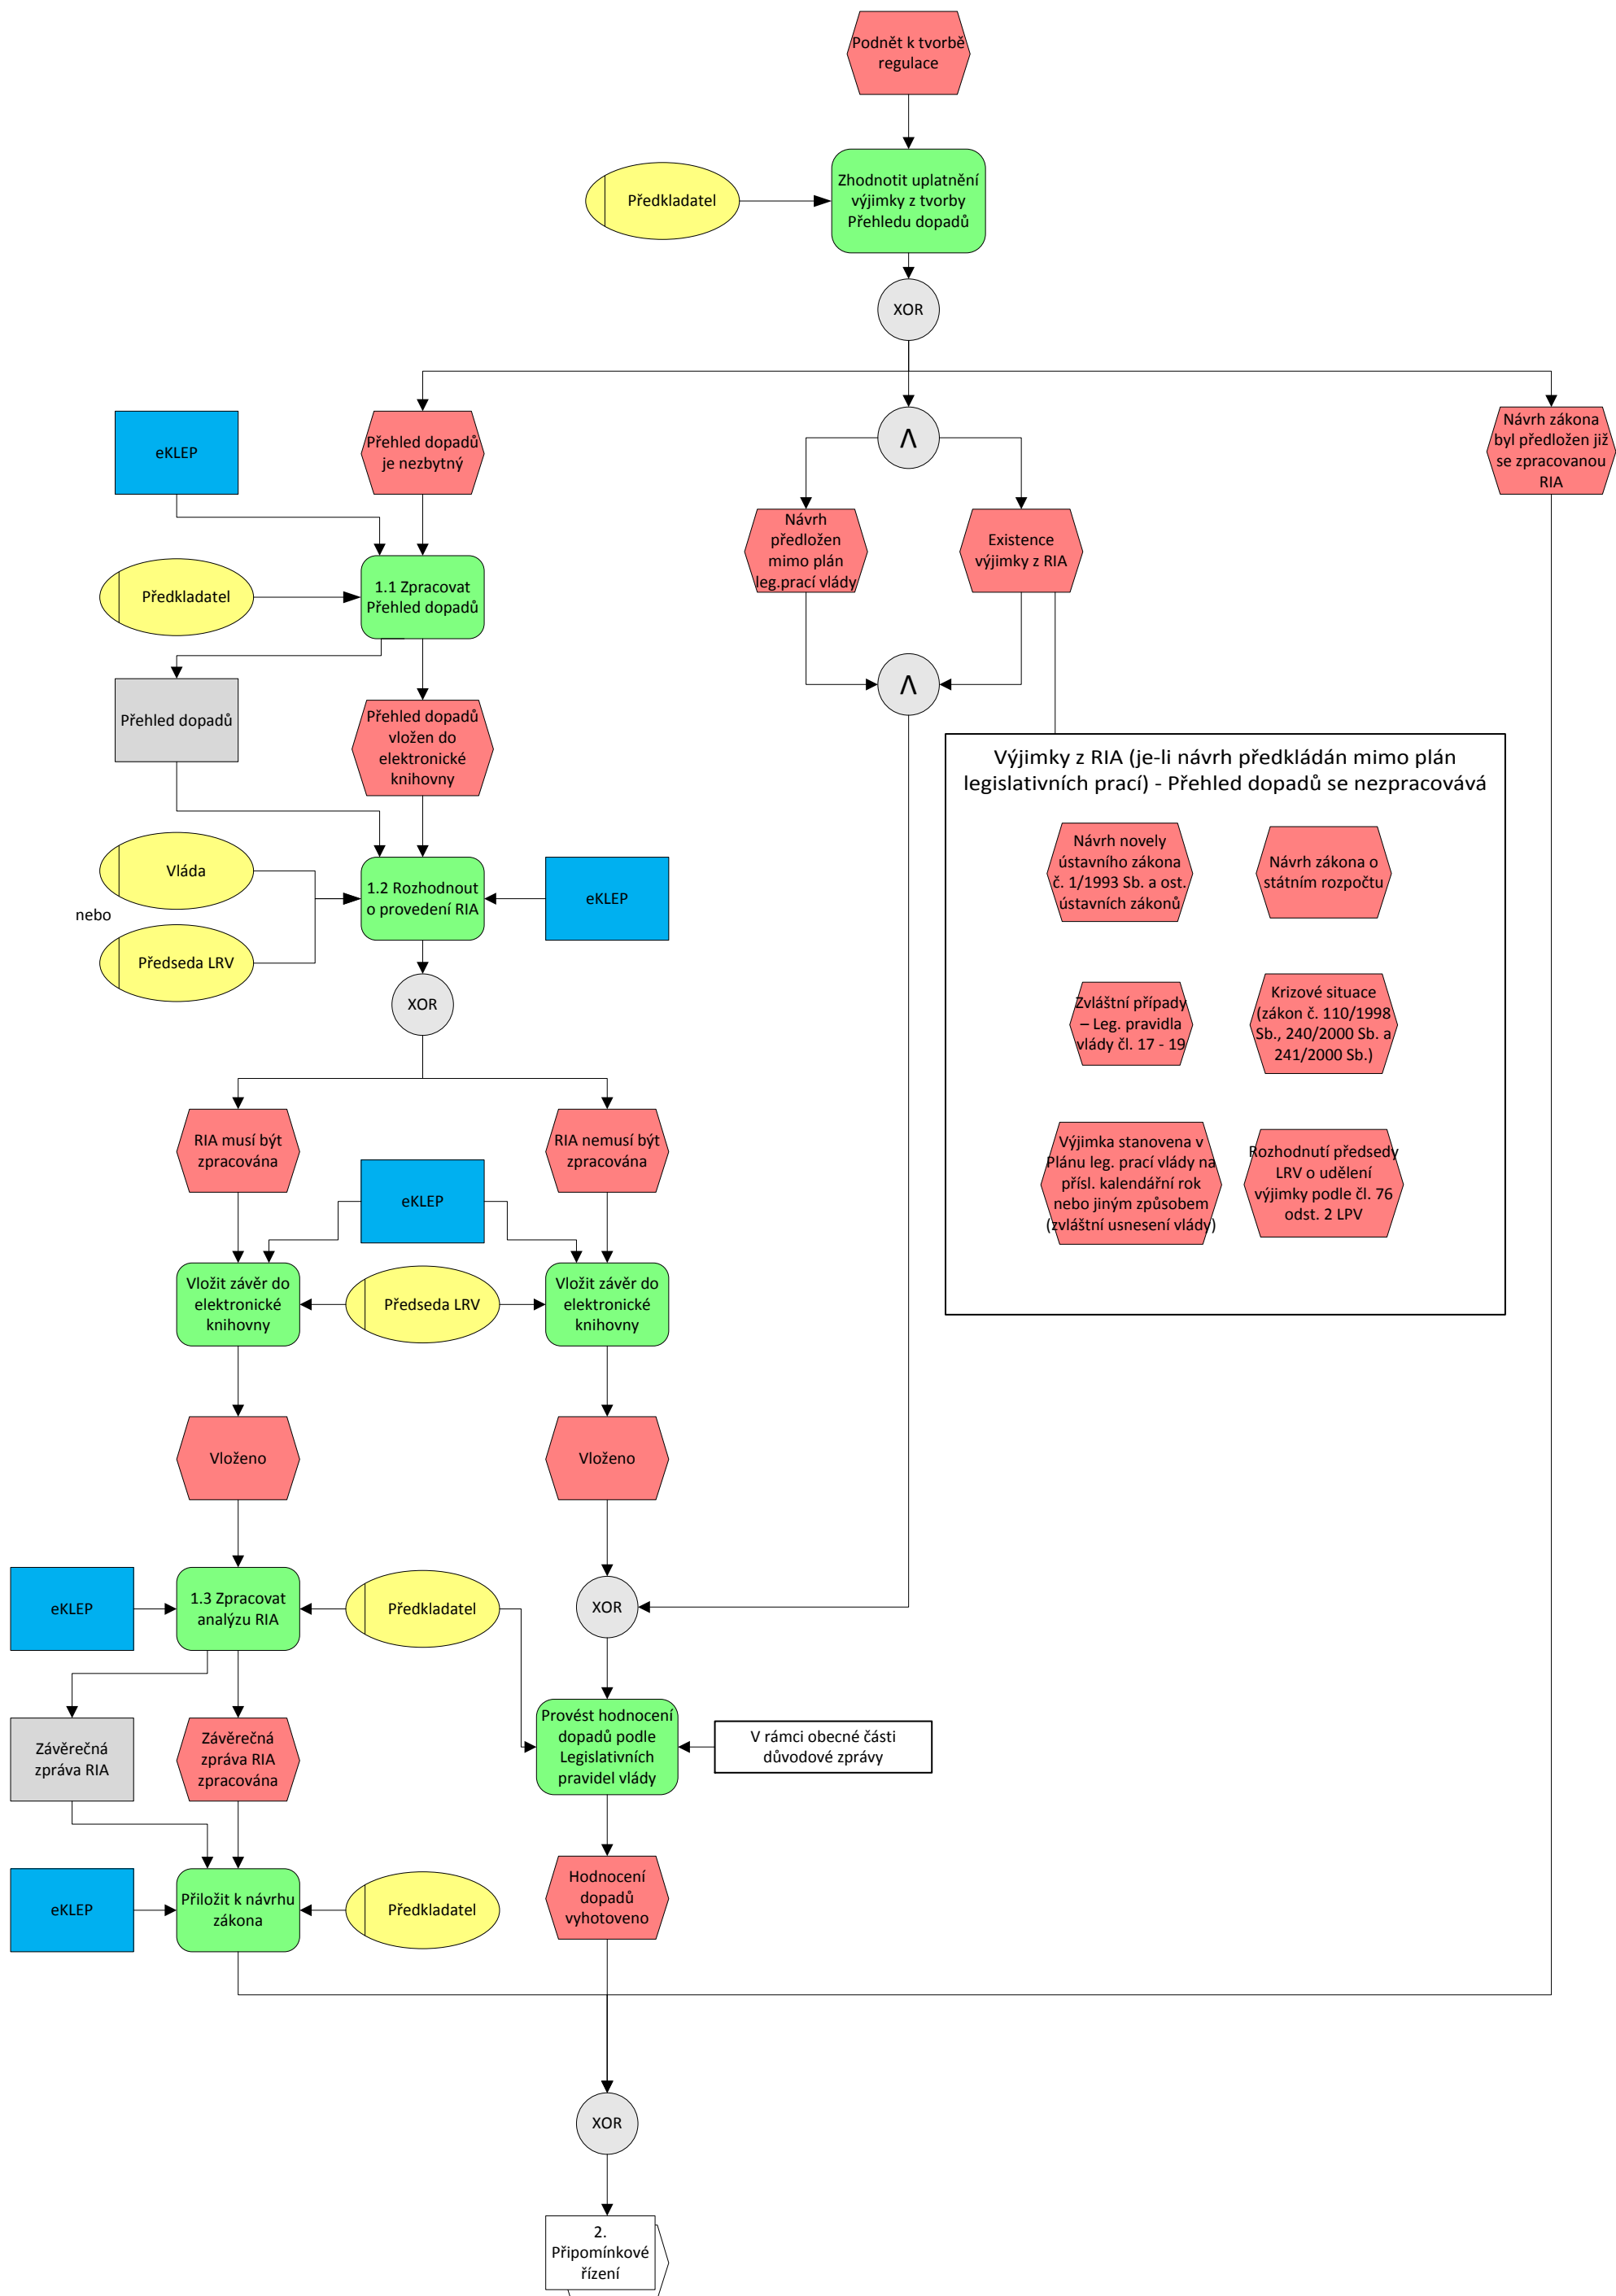 Podnět k tvorbě
regulace
Předkladatel
Zhodnotit uplatnění
výjimky z tvorby
Přehledu dopadů
XOR
eKLEP
Přehled dopadů
je nezbytný
Λ
Návrh zákona
byl předložen již
se zpracovanou
RIA
Návrh
předložen
mimo plán
leg.prací vlády
Existence
výjimky z RIA
Předkladatel
1.1 Zpracovat
Přehled dopadů
Λ
Přehled dopadů
Přehled dopadů
vložen do
elektronické
knihovny
Výjimky z RIA (je-li návrh předkládán mimo plán
legislativních prací) - Přehled dopadů se nezpracovává
Návrh novely
ústavního zákona
č. 1/1993 Sb. a ost.
ústavních zákonů
Návrh zákona o
státním rozpočtu
Zvláštní případy
– Leg. pravidla
vlády čl. 17 - 19
Krizové situace
(zákon č. 110/1998
Sb., 240/2000 Sb. a
241/2000 Sb.)
Výjimka stanovena v
Plánu leg. prací vlády na
přísl. kalendářní rok
nebo jiným způsobem
(zvláštní usnesení vlády)
Rozhodnutí předsedy
LRV o udělení
výjimky podle čl. 76
odst. 2 LPV
Vláda
nebo
Předseda LRV
1.2 Rozhodnout
o provedení RIA
eKLEP
XOR
RIA musí být
zpracována
RIA nemusí být
zpracována
eKLEP
Vložit závěr do
elektronické
knihovny
Předseda LRV
Vložit závěr do
elektronické
knihovny
Vloženo
Vloženo
eKLEP
1.3 Zpracovat
analýzu RIA
Předkladatel
XOR
Závěrečná
zpráva RIA
Závěrečná
zpráva RIA
zpracována
Provést hodnocení
dopadů podle
Legislativních
pravidel vlády
V rámci obecné části
důvodové zprávy
eKLEP
Přiložit k návrhu
zákona
Předkladatel
Hodnocení
dopadů
vyhotoveno
XOR
2.
Připomínkové
řízení